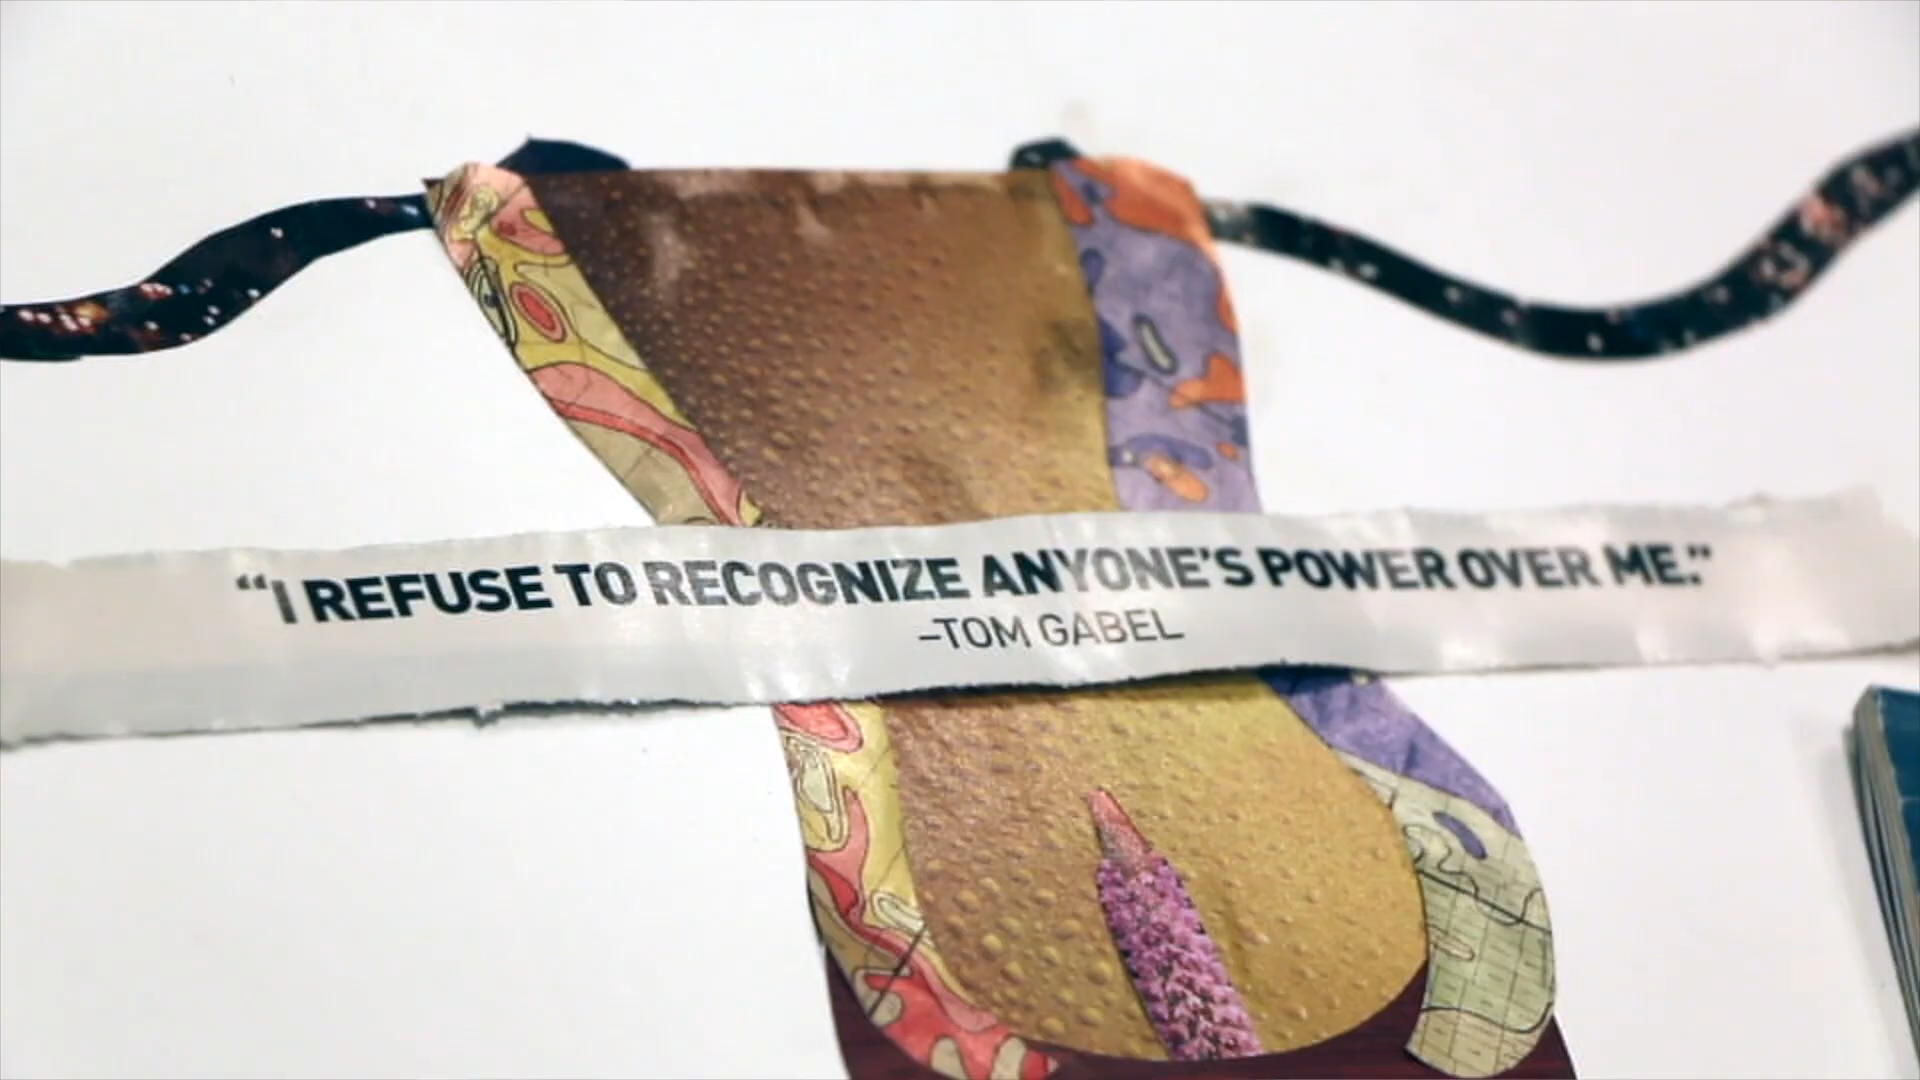 “I REFUSE TO RECOGNIZE ANYONE’S POWER OVER ME.”
–TOM GABEL